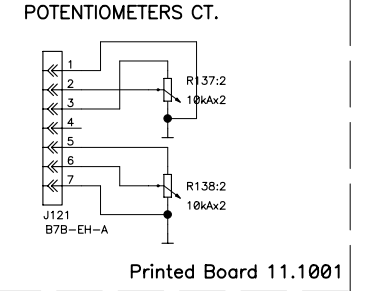 POTENTIOMETERS CT.
1
2
3
4
5
6
7
R137:2
10kAx2
R138:2
10kAx2
J121
B7B-EH-A
Printed Board 11.1001